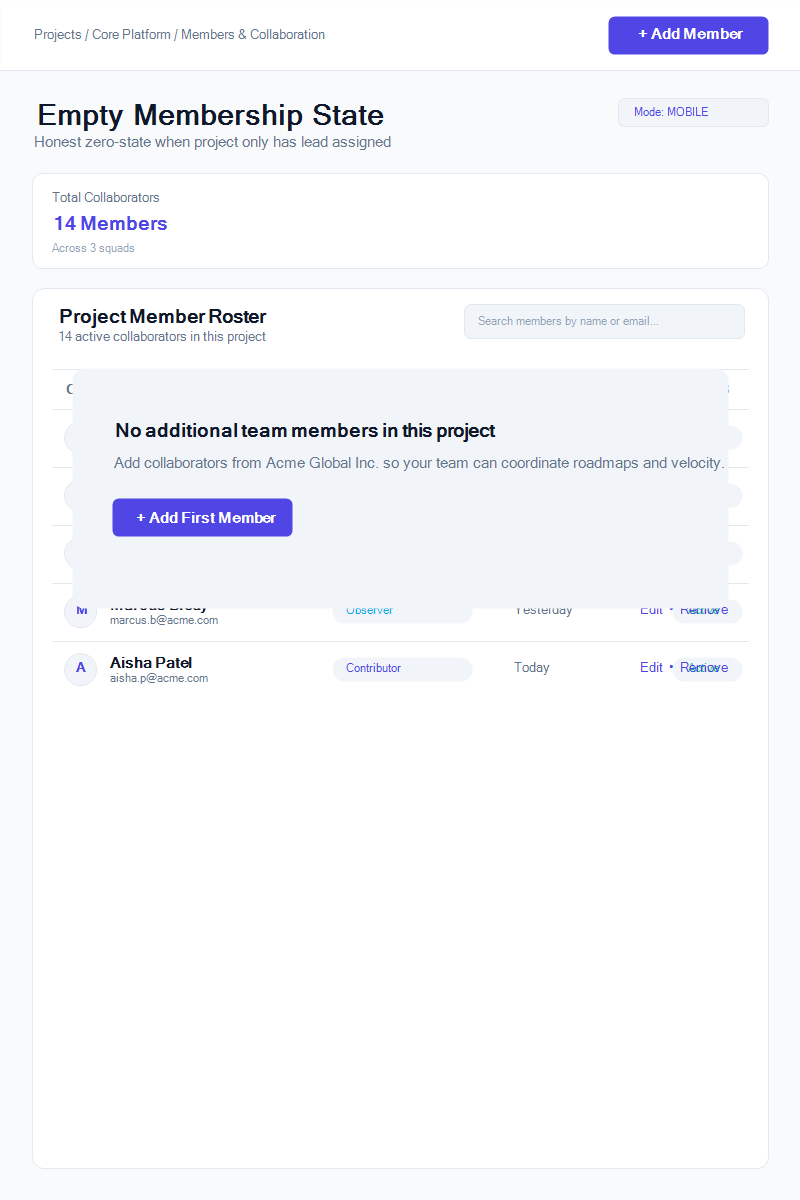 Projects / Core Platform / Members & Collaboration
+ Add Member
Empty Membership State
Mode: MOBILE
Honest zero-state when project only has lead assigned
Total Collaborators
14 Members
Across 3 squads
Project Member Roster
Search members by name or email...
14 active collaborators in this project
No additional team members in this project
Add collaborators from Acme Global Inc. so your team can coordinate roadmaps and velocity.
+ Add First Member
M Observer Yesterday Edit • Remove
marcus.b@acme.com
A Aisha Patel Contributor Today Edit • Remove
aisha.p@acme.com